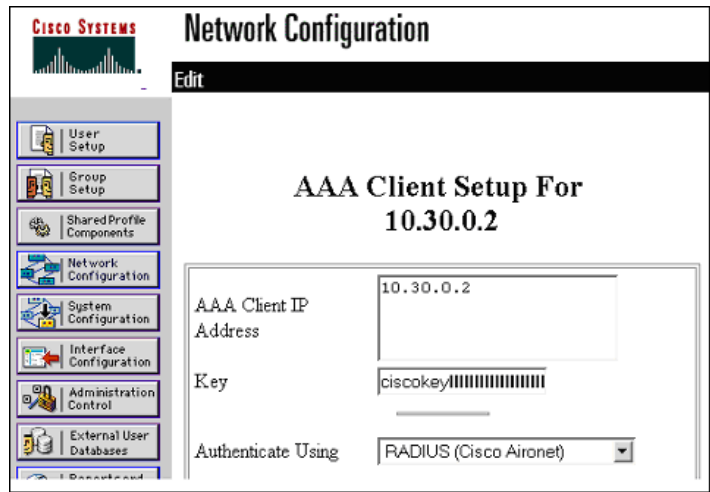 CISCO SYSTEMS
Network Configuration
Edit
User
Setup
Group
Setup
Shared Profile
Components
Network
Configuration
System
Configuration
Interface
Configuration
Administration
Control
External User
Databases
Reports and
AAA Client Setup For
10.30.0.2
AAA Client IP
Address
10.30.0.2
Key
ciscokey
Authenticate Using
RADIUS (Cisco Aironet)